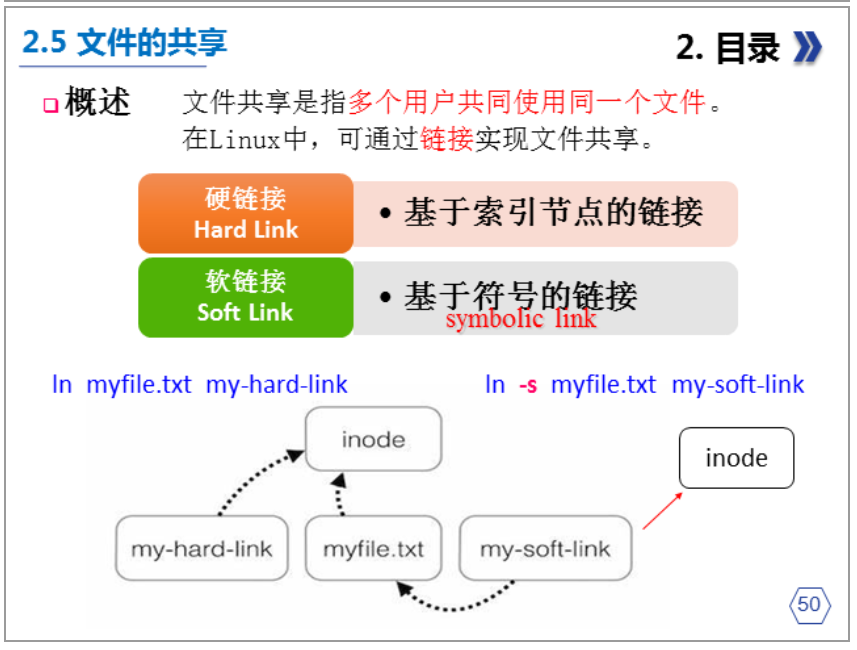 2.5 文件的共享
2. 目录
概述
文件共享是指多个用户共同使用同一个文件。
在Linux中，可通过链接实现文件共享。
硬链接
Hard Link
• 基于索引节点的链接
软链接
Soft Link
• 基于符号的链接
symbolic link
ln myfile.txt my-hard-link
ln -s myfile.txt my-soft-link
inode
inode
my-hard-link
myfile.txt
my-soft-link
50